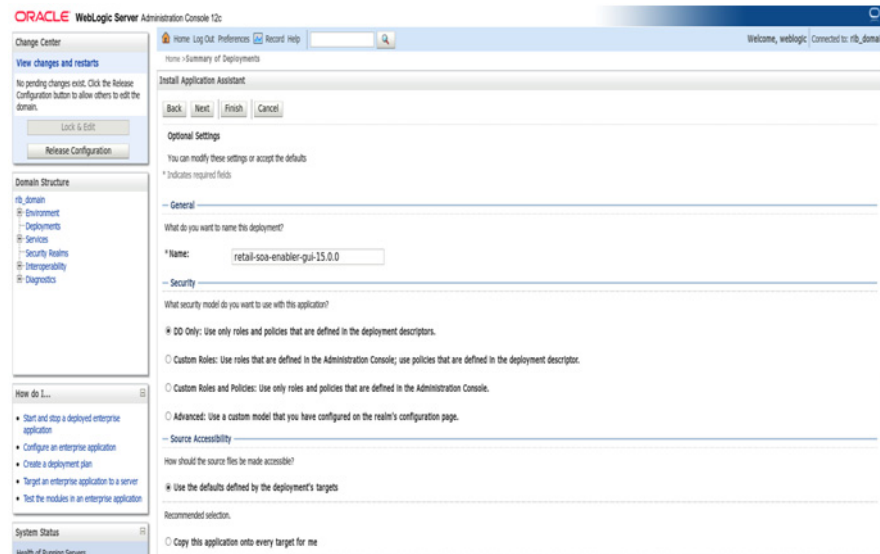 ORACLE WebLogic Server Administration Console 12c
Change Center
View changes and restarts
No pending changes exist. Click the Release
Configuration button to allow others to edit the
domain.
Lock & Edit
Release Configuration
Domain Structure
rib_domain
Environment
Deployments
Services
Security Realms
Interoperability
Diagnostics
How do I...
Start and stop a deployed enterprise
application
Configure an enterprise application
Create a deployment plan
Target an enterprise application to a server
Test the modules in an enterprise application
System Status
Health of Running Servers
Home Log Out Preferences Record Help
Welcome, weblogic Connected to: rib_domai
Home >Summary of Deployments
Install Application Assistant
Back Next Finish Cancel
Optional Settings
You can modify these settings or accept the defaults
* Indicates required fields
General
What do you want to name this deployment?
*Name: retail-soa-enabler-gui-15.0.0
Security
What security model do you want to use with this application?
DD Only: Use only roles and policies that are defined in the deployment descriptors.
Custom Roles: Use roles that are defined in the Administration Console; use policies that are defined in the deployment descriptor.
Custom Roles and Policies: Use only roles and policies that are defined in the Administration Console.
Advanced: Use a custom model that you have configured on the realm's configuration page.
Source Accessibility
How should the source files be made accessible?
Use the defaults defined by the deployment's targets
Recommended selection.
Copy this application onto every target for me